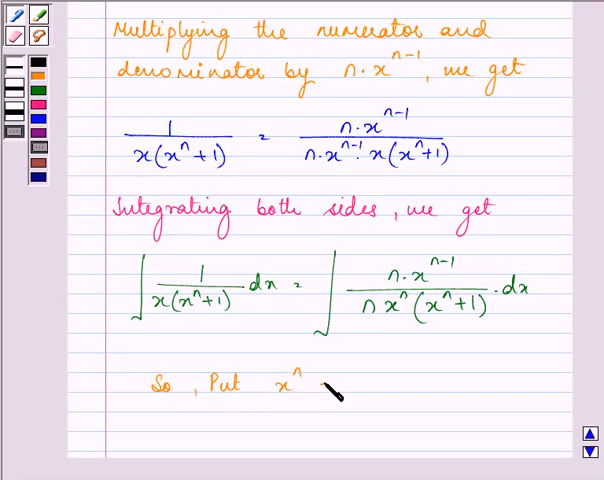 Multiplying the numerator and
denominator by n·x^{n-1}, we get
1/(x(x^n+1)) = n·x^{n-1}/(n·x^{n-1}·x(x^n+1))
Integrating both sides, we get
∫ 1/(x(x^n+1)) dx = ∫ n·x^{n-1}/(n x^n (x^n+1)) · dx
So, Put x^n